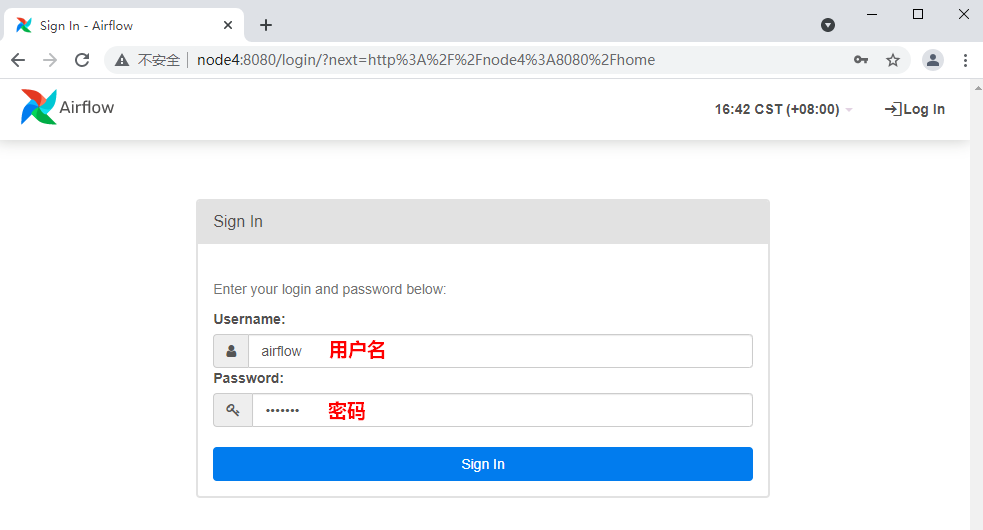 Sign In - Airflow
不安全 node4:8080/login/?next=http%3A%2F%2Fnode4%3A8080%2Fhome
Airflow 16:42 CST (+08:00) Log In
Sign In
Enter your login and password below:
Username:
airflow 用户名
Password:
••••••• 密码
Sign In